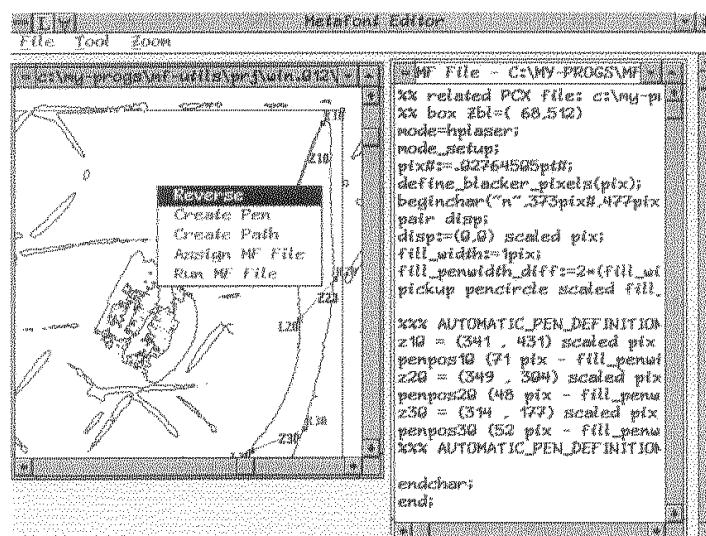 Metafont Editor
File Tool Zoom
c:\my-progs\mf-utils\prj\win.012\
Z10
Reverse
Create Pen
Create Path
Assign MF File
Run MF File
Z20
L20
R30
Z30
MF File - C:\MY-PROGS\MF
%% related PCX file: c:\my-p
%% box Zbl=( 68,512)
mode=hplaser;
mode_setup;
pix#:=.02764505pt#;
define_blacker_pixels(pix);
beginchar("n",373pix#,477pix
pair disp;
disp:=(0,0) scaled pix;
fill_width:=1pix;
fill_penwidth_diff:=2*(fill_wi
pickup pencircle scaled fill_
%%% AUTOMATIC_PEN_DEFINITION
z10 = (341 , 431) scaled pix
penpos10 (71 pix - fill_penwi
z20 = (349 , 304) scaled pix
penpos20 (48 pix - fill_penw
z30 = (314 , 177) scaled pix
penpos30 (52 pix - fill_penw
%%% AUTOMATIC_PEN_DEFINITION
endchar;
end;